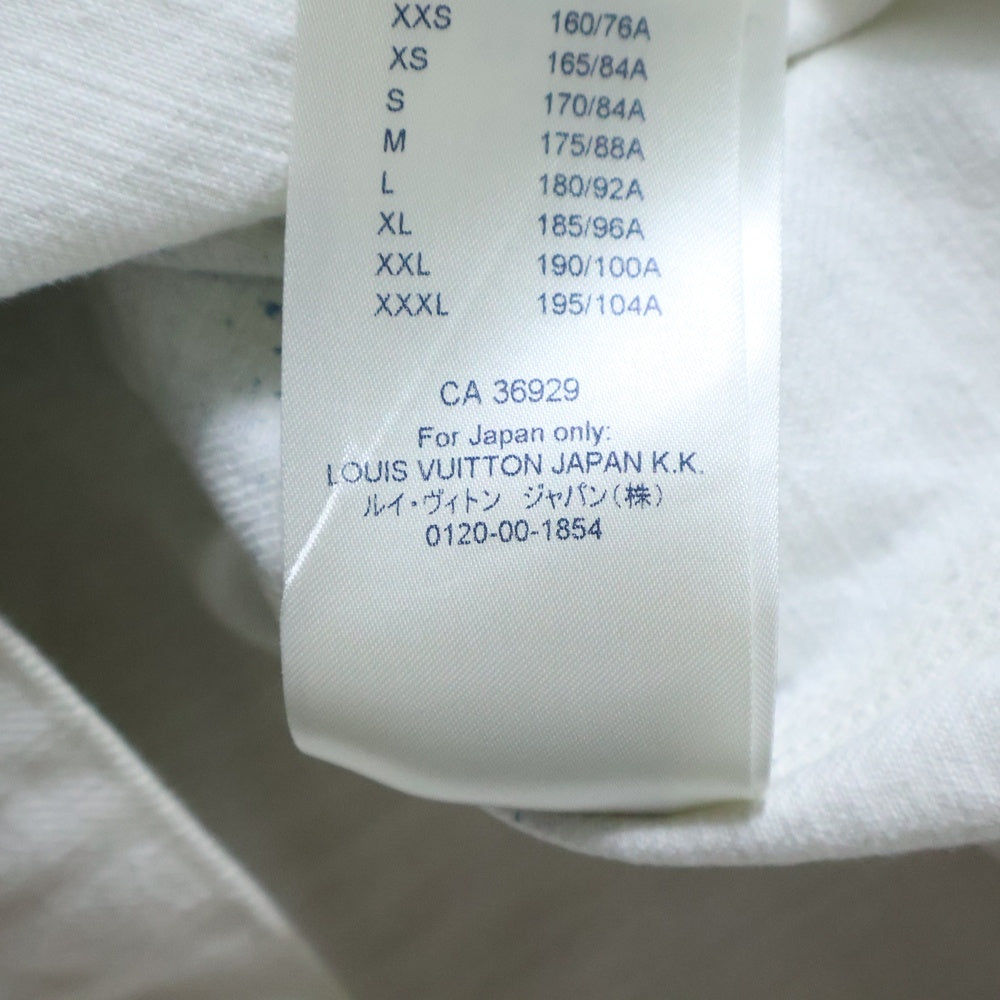 XXS 160/76A
XS 165/84A
S 170/84A
M 175/88A
L 180/92A
XL 185/96A
XXL 190/100A
XXXL 195/104A
CA 36929
For Japan only:
LOUIS VUITTON JAPAN K.K.
ルイ・ヴィトン ジャパン(株)
0120-00-1854